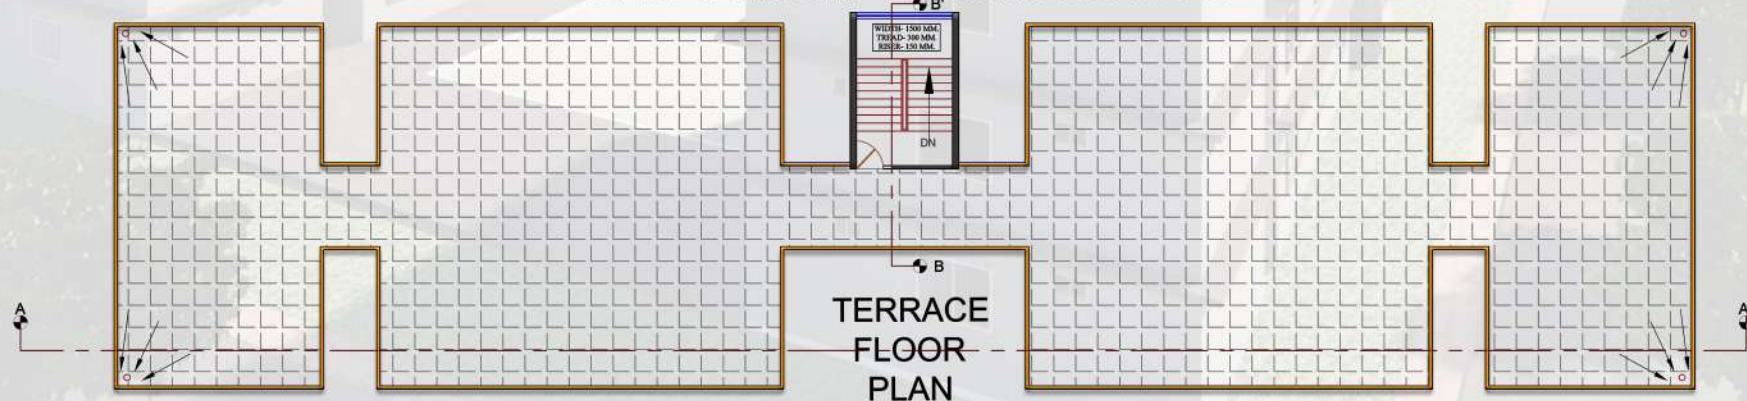 B'
WIDTH- 1500 MM.
TREAD- 300 MM.
RISER- 150 MM.
DN
B
A
A
TERRACE
FLOOR
PLAN